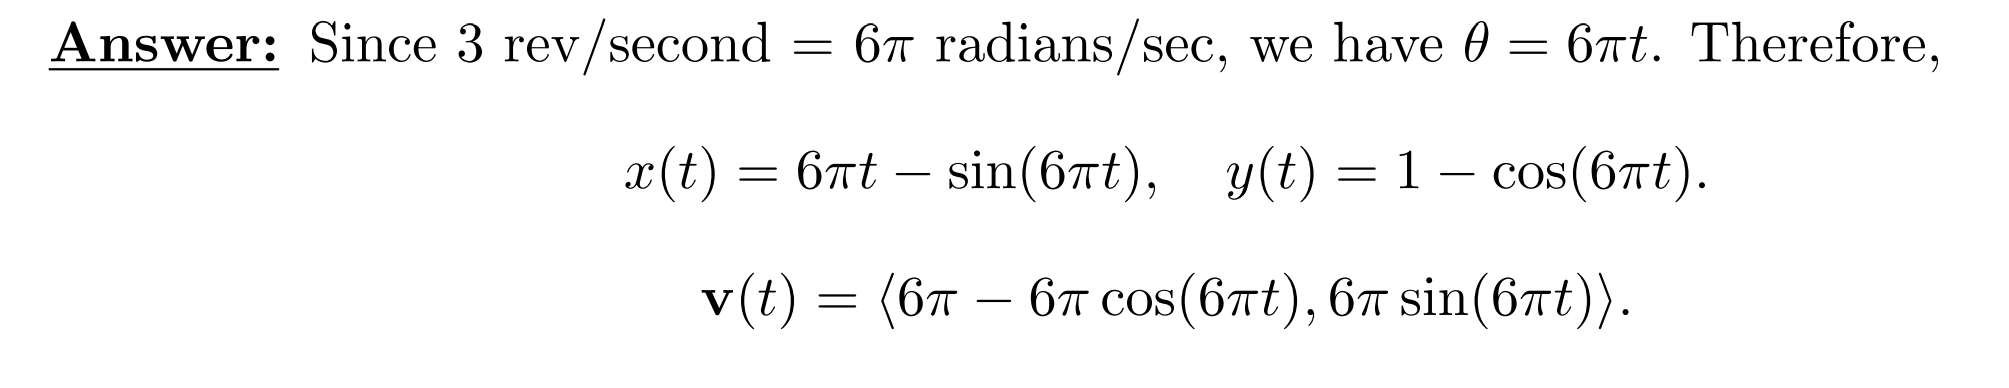 Answer: Since 3 rev/second = 6π radians/sec, we have θ = 6πt. Therefore,
x(t) = 6πt − sin(6πt), y(t) = 1 − cos(6πt).
v(t) = ⟨6π − 6π cos(6πt), 6π sin(6πt)⟩.